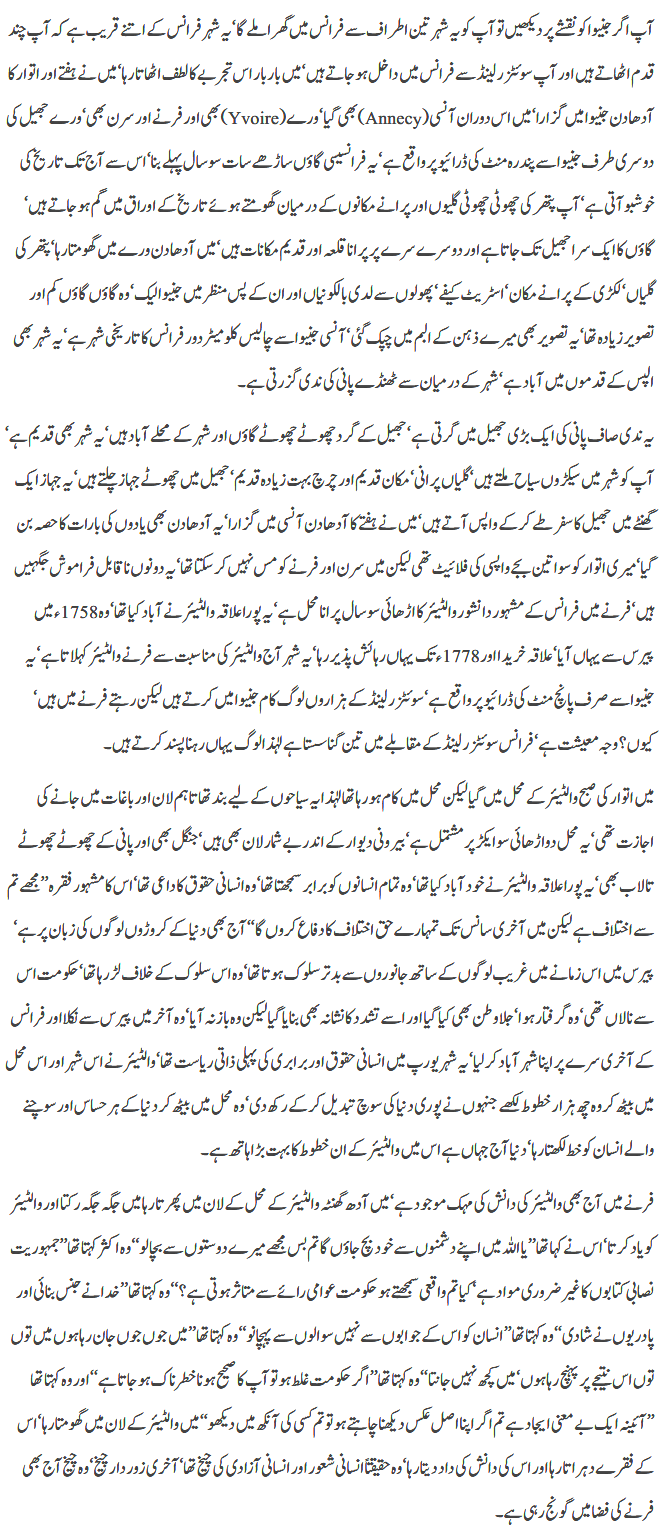 آپ اگر جنیوا کو نقشے پر دیکھیں تو آپ کو یہ شہر تین اطراف سے فرانس میں گھرا ملے گا‘ یہ شہر فرانس کے اتنے قریب ہے کہ آپ چند
قدم اٹھاتے ہیں اور آپ سوئٹزرلینڈ سے فرانس میں داخل ہو جاتے ہیں‘ میں بار بار اس تجربے کا لطف اٹھاتا رہا‘ میں نے ہفتے اور اتوار کا
آدھا دن جنیوا میں گزارا‘ میں اس دوران آنسی (Annecy) بھی گیا‘ ورے (Yvoire) بھی اور فرنے اور سرن بھی‘ ورے جھیل کی
دوسری طرف جنیوا سے پندرہ منٹ کی ڈرائیو پر واقع ہے‘ یہ فرانسیسی گاؤں ساڑھے سات سو سال پہلے بنا‘ اس سے آج تک تاریخ کی
خوشبو آتی ہے‘ آپ پتھر کی چھوٹی چھوٹی گلیوں اور پرانے مکانوں کے درمیان گھومتے ہوئے تاریخ کے اوراق میں گم ہو جاتے ہیں‘
گاؤں کا ایک سرا جھیل تک جاتا ہے اور دوسرے سرے پر پرانا قلعہ اور قدیم مکانات ہیں‘ میں آدھا دن ورے میں گھومتا رہا‘ پتھر کی
گلیاں‘ لکڑی کے پرانے مکان‘ اسٹریٹ کیفے‘ پھولوں سے لدی بالکونیاں اور ان کے پس منظر میں جنیوا لیک‘ وہ گاؤں گاؤں کم اور
تصویر زیادہ تھا‘ یہ تصویر بھی میرے ذہن کے البم میں چپک گئی‘ آنسی جنیوا سے چالیس کلو میٹر دور فرانس کا تاریخی شہر ہے‘ یہ شہر بھی
الپس کے قدموں میں آباد ہے‘ شہر کے درمیان سے ٹھنڈے پانی کی ندی گزرتی ہے۔
یہ ندی صاف پانی کی ایک بڑی جھیل میں گرتی ہے‘ جھیل کے گرد چھوٹے چھوٹے گاؤں اور شہر کے محلے آباد ہیں‘ یہ شہر بھی قدیم ہے‘
آپ کو شہر میں سیکڑوں سیاح ملتے ہیں‘ گلیاں پرانی‘ مکان قدیم اور چرچ بہت زیادہ قدیم‘ جھیل میں چھوٹے جہاز چلتے ہیں‘ یہ جہاز ایک
گھنٹے میں جھیل کا سفر طے کر کے واپس آتے ہیں‘ میں نے ہفتے کا آدھا دن آنسی میں گزارا‘ یہ آدھا دن بھی یادوں کی بارات کا حصہ بن
گیا‘ میری اتوار کو سوا تین بجے واپسی کی فلائیٹ تھی لیکن میں سرن اور فرنے کو مس نہیں کر سکتا تھا‘ یہ دونوں ناقابل فراموش جگہیں
ہیں‘ فرنے میں فرانس کے مشہور دانشور والٹیئر کا اڑھائی سو سال پرانا محل ہے‘ یہ پورا علاقہ والٹیئر نے آباد کیا تھا‘ وہ 1758ء میں
پیرس سے یہاں آیا‘ علاقہ خریدا اور 1778ء تک یہاں رہائش پذیر رہا‘ یہ شہر آج والٹیئر کی مناسبت سے فرنے والٹیئر کہلاتا ہے‘ یہ
جنیوا سے صرف پانچ منٹ کی ڈرائیو پر واقع ہے‘ سوئٹزرلینڈ کے ہزاروں لوگ کام جنیوا میں کرتے ہیں لیکن رہتے فرنے میں ہیں‘
کیوں؟ وجہ معیشت ہے‘ فرانس سوئٹزرلینڈ کے مقابلے میں تین گنا سستا ہے لہٰذا لوگ یہاں رہنا پسند کرتے ہیں۔
میں اتوار کی صبح والٹیئر کے محل میں گیا لیکن محل میں کام ہو رہا تھا لہٰذا یہ سیاحوں کے لیے بند تھا تاہم لان اور باغات میں جانے کی
اجازت تھی‘ یہ محل دو اڑھائی سو ایکڑ پر مشتمل ہے‘ بیرونی دیوار کے اندر بے شمار لان بھی ہیں‘ جنگل بھی اور پانی کے چھوٹے چھوٹے
تالاب بھی‘ یہ پورا علاقہ والٹیئر نے خود آباد کیا تھا‘ وہ تمام انسانوں کو برابر سمجھتا تھا‘ وہ انسانی حقوق کا داعی تھا‘ اس کا مشہور فقرہ ’’مجھے تم
سے اختلاف ہے لیکن میں آخری سانس تک تمہارے حق اختلاف کا دفاع کروں گا‘‘ آج بھی دنیا کے کروڑوں لوگوں کی زبان پر ہے‘
پیرس میں اس زمانے میں غریب لوگوں کے ساتھ جانوروں سے بدتر سلوک ہوتا تھا‘ وہ اس سلوک کے خلاف لڑ رہا تھا‘ حکومت اس
سے نالاں تھی‘ وہ گرفتار ہوا‘ جلاوطن بھی کیا گیا اور اسے تشدد کا نشانہ بھی بنایا گیا لیکن وہ باز نہ آیا‘ وہ آخر میں پیرس سے نکلا اور فرانس
کے آخری سرے پر اپنا شہر آباد کر لیا‘ یہ شہر یورپ میں انسانی حقوق اور برابری کی پہلی ذاتی ریاست تھا‘ والٹیئر نے اس شہر اور اس محل
میں بیٹھ کر وہ چھ ہزار خطوط لکھے جنہوں نے پوری دنیا کی سوچ تبدیل کر کے رکھ دی‘ وہ محل میں بیٹھ کر دنیا کے ہر حساس اور سوچنے
والے انسان کو خط لکھتا رہا‘ دنیا آج جہاں ہے اس میں والٹیئر کے ان خطوط کا بہت بڑا ہاتھ ہے۔
فرنے میں آج بھی والٹیئر کی دانش کی مہک موجود ہے‘ میں آدھ گھنٹہ والٹیئر کے محل کے لان میں پھرتا رہا میں جگہ جگہ رکتا اور والٹیئر
کو یاد کرتا‘ اس نے کہا تھا ’’یا اللہ میں اپنے دشمنوں سے خود بچ جاؤں گا تم بس مجھے میرے دوستوں سے بچا لو‘‘ وہ اکثر کہتا تھا ’’جمہوریت
نصابی کتابوں کا غیر ضروری مواد ہے‘ کیا تم واقعی سمجھتے ہو حکومت عوامی رائے سے متاثر ہوتی ہے؟‘‘ وہ کہتا تھا ’’خدا نے جنس بنائی اور
پادریوں نے شادی‘‘ وہ کہتا تھا ’’انسان کو اس کے جوابوں سے نہیں سوالوں سے پہچانو‘‘ وہ کہتا تھا ’’میں جوں جوں جان رہا ہوں میں توں
توں اس نتیجے پر پہنچ رہا ہوں‘ میں کچھ نہیں جانتا‘‘ وہ کہتا تھا ’’اگر حکومت غلط ہو تو آپ کا صحیح ہونا خطرناک ہو جاتا ہے‘‘ اور وہ کہتا تھا
’’آئینہ ایک بے معنی ایجاد ہے تم اگر اپنا اصل عکس دیکھنا چاہتے ہو تو تم کسی کی آنکھ میں دیکھو‘‘ میں والٹیئر کے لان میں گھومتا رہا‘ اس
کے فقرے دہراتا رہا اور اس کی دانش کی داد دیتا رہا‘ وہ حقیقتاً انسانی شعور اور انسانی آزادی کی چیخ تھا‘ آخری زور دار چیخ‘ وہ چیخ آج بھی
فرنے کی فضا میں گونج رہی ہے۔